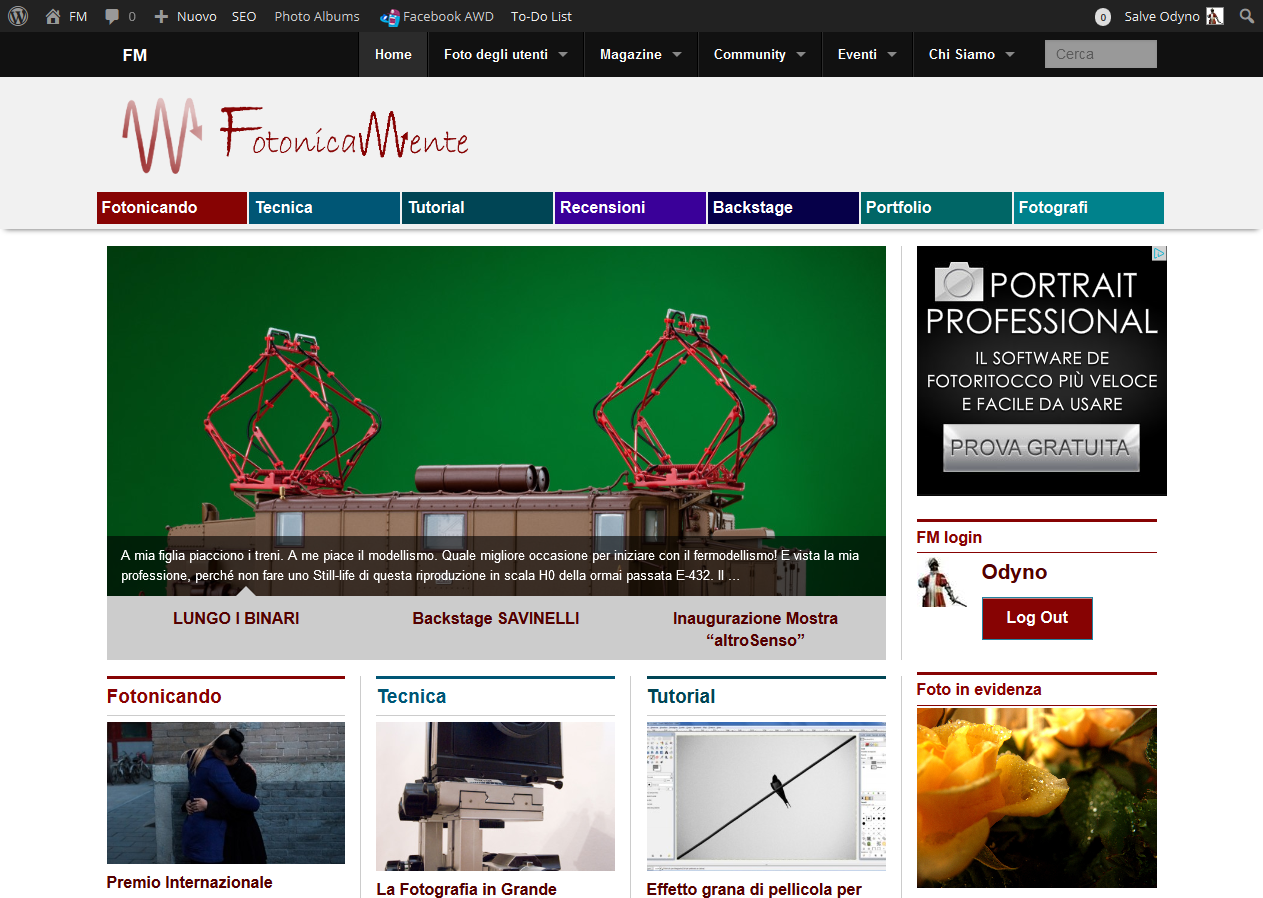 FM 0 Nuovo SEO Photo Albums Facebook AWD To-Do List 0 Salve Odyno
FM Home Foto degli utenti Magazine Community Eventi Chi Siamo Cerca
FotonicaMente
Fotonicando Tecnica Tutorial Recensioni Backstage Portfolio Fotografi
PORTRAIT
PROFESSIONAL
IL SOFTWARE DE
FOTORITOCCO PIÙ VELOCE
E FACILE DA USARE
PROVA GRATUITA
A mia figlia piacciono i treni. A me piace il modellismo. Quale migliore occasione per iniziare con il fermodellismo! E vista la mia
professione, perché non fare uno Still-life di questa riproduzione in scala H0 della ormai passata E-432. Il ...
LUNGO I BINARI Backstage SAVINELLI Inaugurazione Mostra
“altroSenso”
FM login
Odyno
Log Out
Fotonicando Tecnica Tutorial Foto in evidenza
Premio Internazionale La Fotografia in Grande Effetto grana di pellicola per